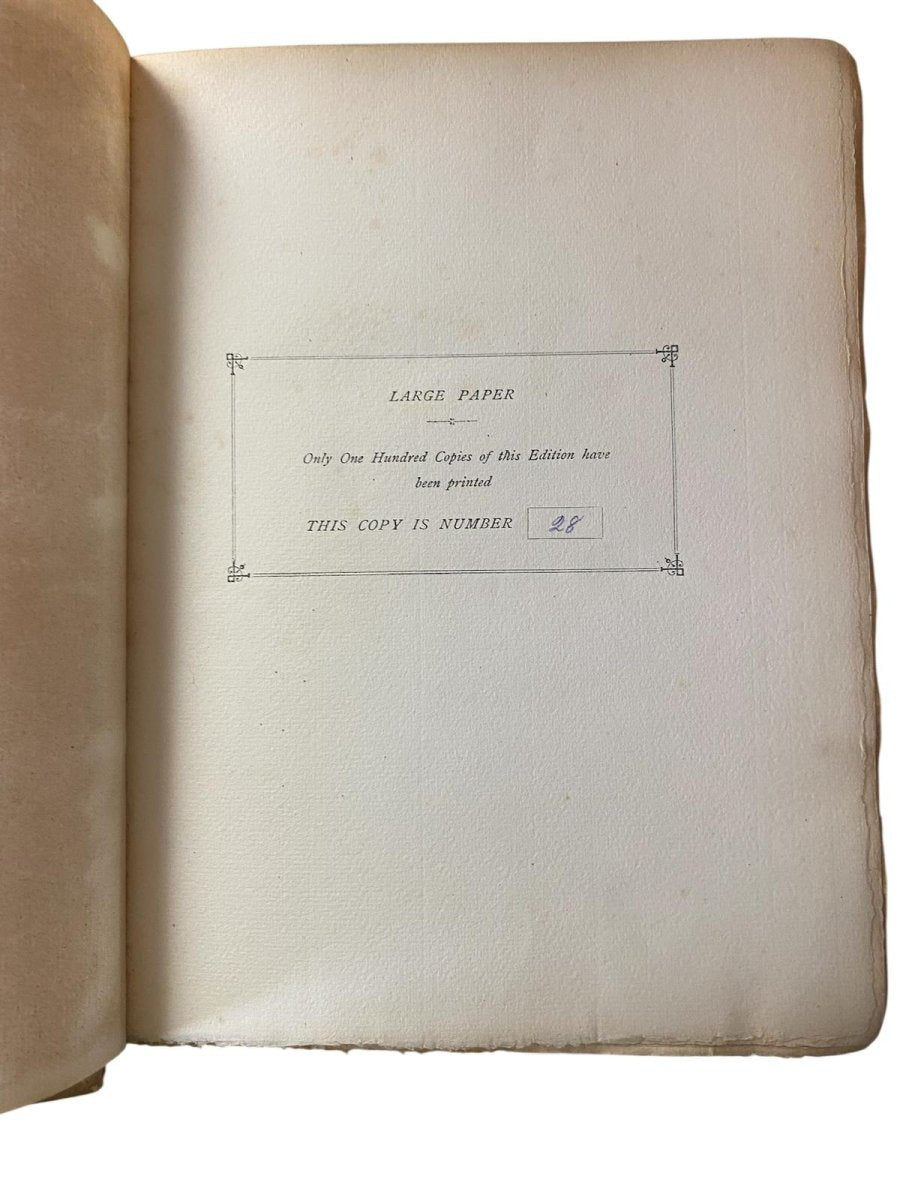 LARGE PAPER
Only One Hundred Copies of this Edition have
been printed
THIS COPY IS NUMBER 28